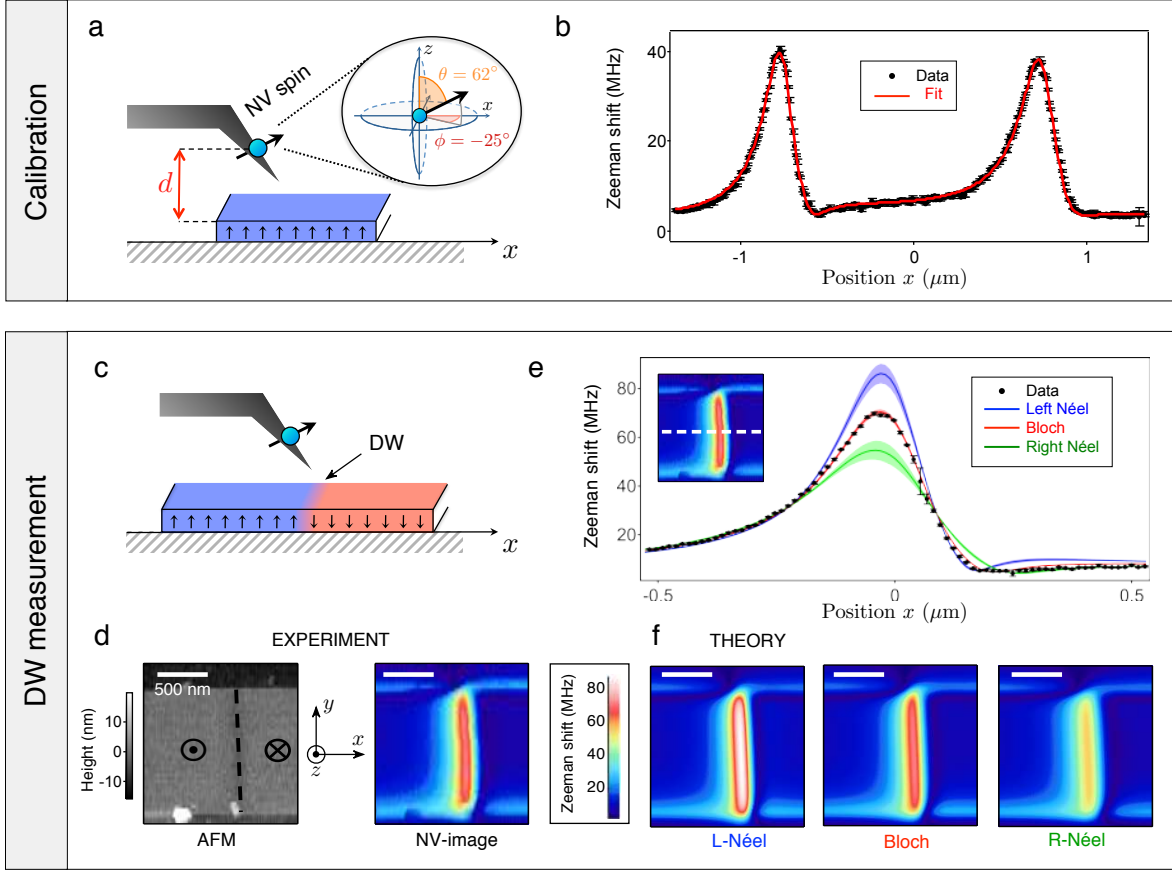 Calibration
a
NV spin
z
θ = 62°
x
ϕ = −25°
d
x
b
Zeeman shift (MHz)
40
20
0
Data
Fit
-1
0
1
Position x (μm)
DW measurement
c
DW
x
e
Zeeman shift (MHz)
80
60
40
20
Data
Left Néel
Bloch
Right Néel
-0.5
0
0.5
Position x (μm)
d
EXPERIMENT
Height (nm)
10
0
-10
500 nm
AFM
y
x
z
NV-image
Zeeman shift (MHz)
80
60
40
20
f
THEORY
L-Néel
Bloch
R-Néel